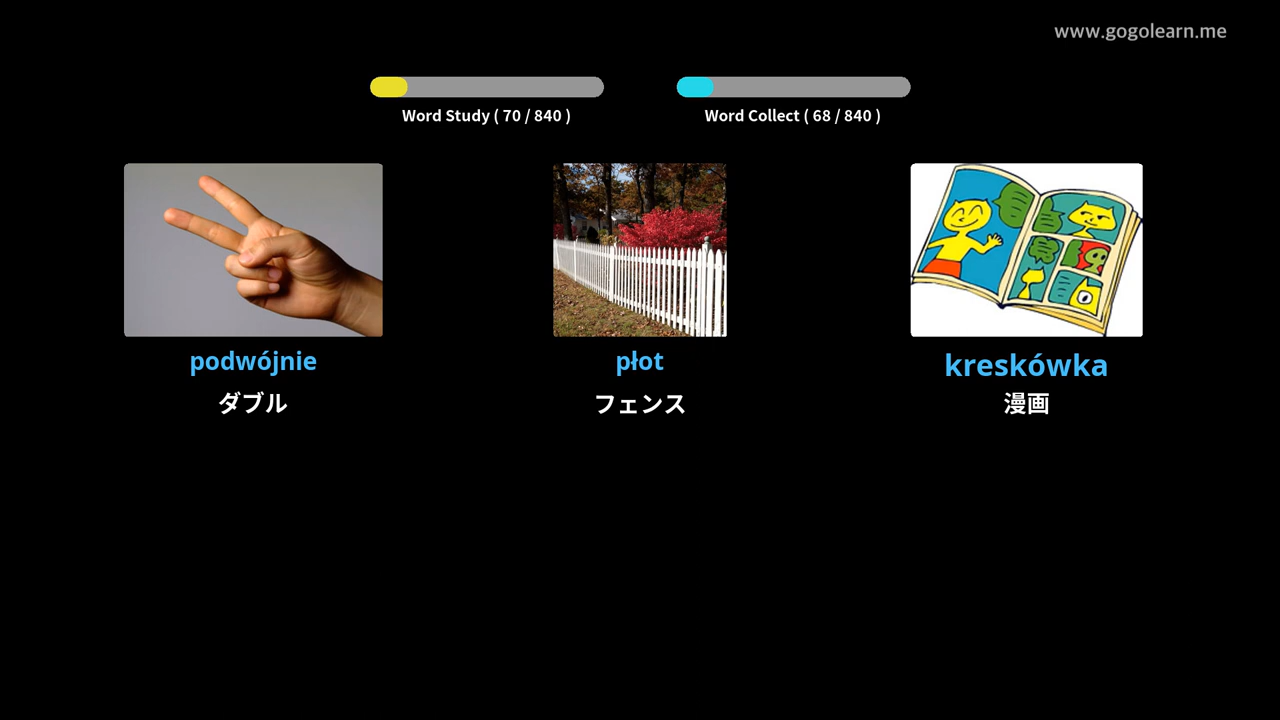 www.gogolearn.me
Word Study ( 70 / 840 )
Word Collect ( 68 / 840 )
podwójnie
płot
kreskówka
ダブル
フェンス
漫画